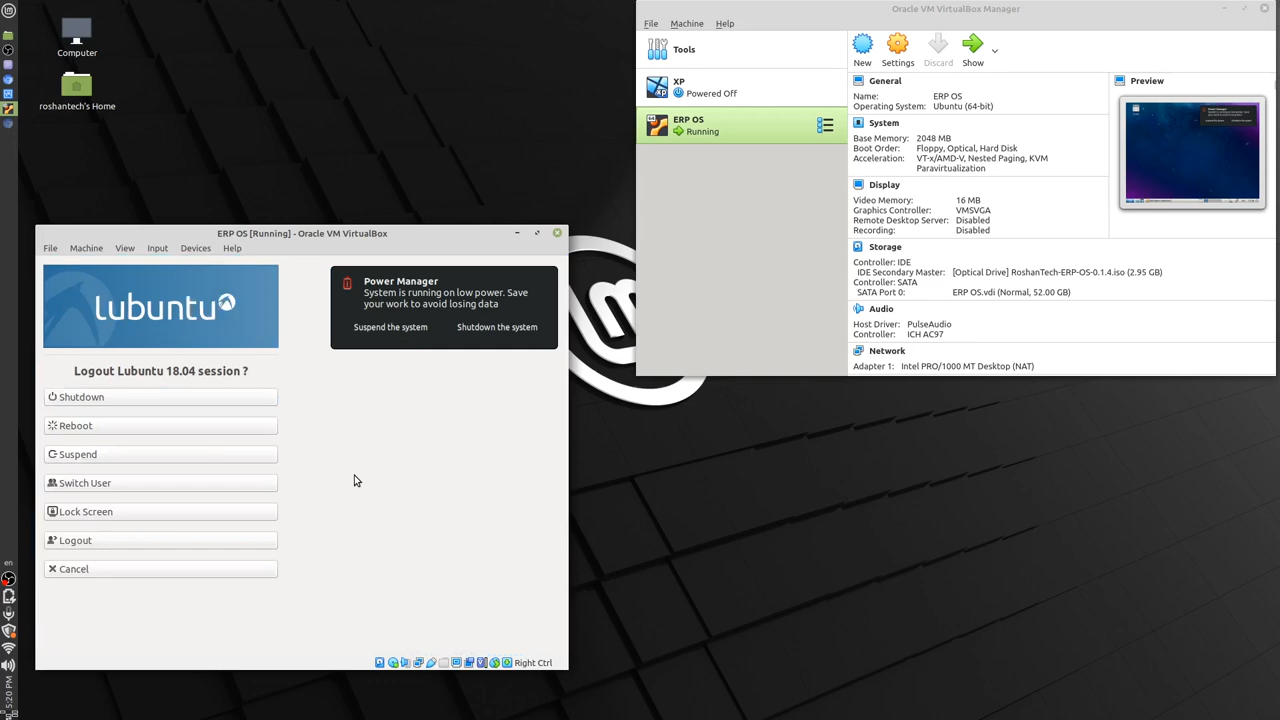 Computer
roshantech's Home
en
5:20 PM
Oracle VM VirtualBox Manager
File Machine Help
Tools
XP
Powered Off
ERP OS
Running
New Settings Discard Show
General
Name: ERP OS
Operating System: Ubuntu (64-bit)
System
Base Memory: 2048 MB
Boot Order: Floppy, Optical, Hard Disk
Acceleration: VT-x/AMD-V, Nested Paging, KVM
Paravirtualization
Display
Video Memory: 16 MB
Graphics Controller: VMSVGA
Remote Desktop Server: Disabled
Recording: Disabled
Storage
Controller: IDE
IDE Secondary Master: [Optical Drive] RoshanTech-ERP-OS-0.1.4.iso (2.95 GB)
Controller: SATA
SATA Port 0: ERP OS.vdi (Normal, 52.00 GB)
Audio
Host Driver: PulseAudio
Controller: ICH AC97
Network
Adapter 1: Intel PRO/1000 MT Desktop (NAT)
Preview
ERP OS [Running] - Oracle VM VirtualBox
File Machine View Input Devices Help
lubuntu
Logout Lubuntu 18.04 session ?
Shutdown
Reboot
Suspend
Switch User
Lock Screen
Logout
Cancel
Power Manager
System is running on low power. Save
your work to avoid losing data
Suspend the system Shutdown the system
Right Ctrl